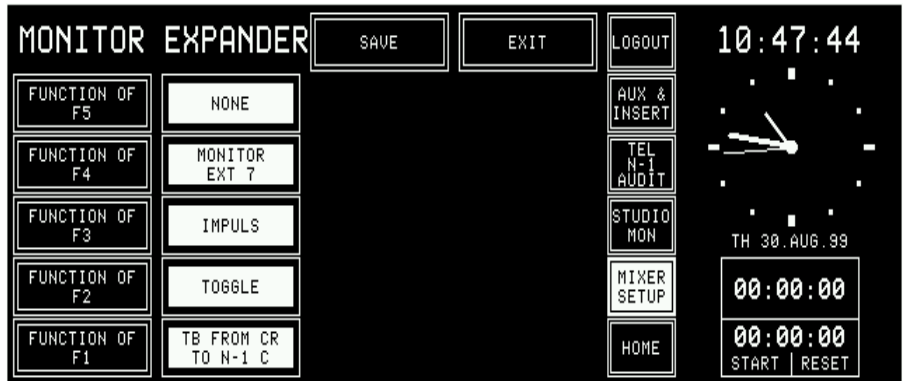 MONITOR EXPANDER
SAVE
EXIT
LOGOUT
10:47:44
FUNCTION OF
F5
NONE
AUX &
INSERT
FUNCTION OF
F4
MONITOR
EXT 7
TEL
N-1
AUDIT
FUNCTION OF
F3
IMPULS
STUDIO
MON
TH 30.AUG.99
FUNCTION OF
F2
TOGGLE
MIXER
SETUP
00:00:00
FUNCTION OF
F1
TB FROM CR
TO N-1 C
HOME
00:00:00
START | RESET